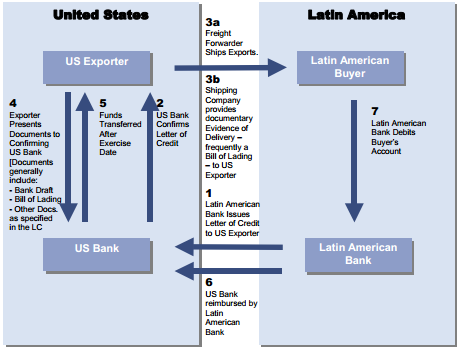 United States
Latin America
3a
Freight
Forwarder
Ships Exports.
US Exporter
Latin American
Buyer
3b
Shipping
Company
provides
documentary
Evidence of
Delivery –
frequently a
Bill of Lading
– to US
Exporter
4
Exporter
Presents
Documents to
Confirming
US Bank
[Documents
generally
include:
- Bank Draft
- Bill of Lading
- Other Docs.
as specified
in the LC
5
Funds
Transferred
After
Exercise
Date
2
US Bank
Confirms
Letter of
Credit
7
Latin American
Bank Debits
Buyer's
Account
1
Latin American
Bank Issues
Letter of Credit
to US Exporter
US Bank
Latin American
Bank
6
US Bank
reimbursed by
Latin
American
Bank